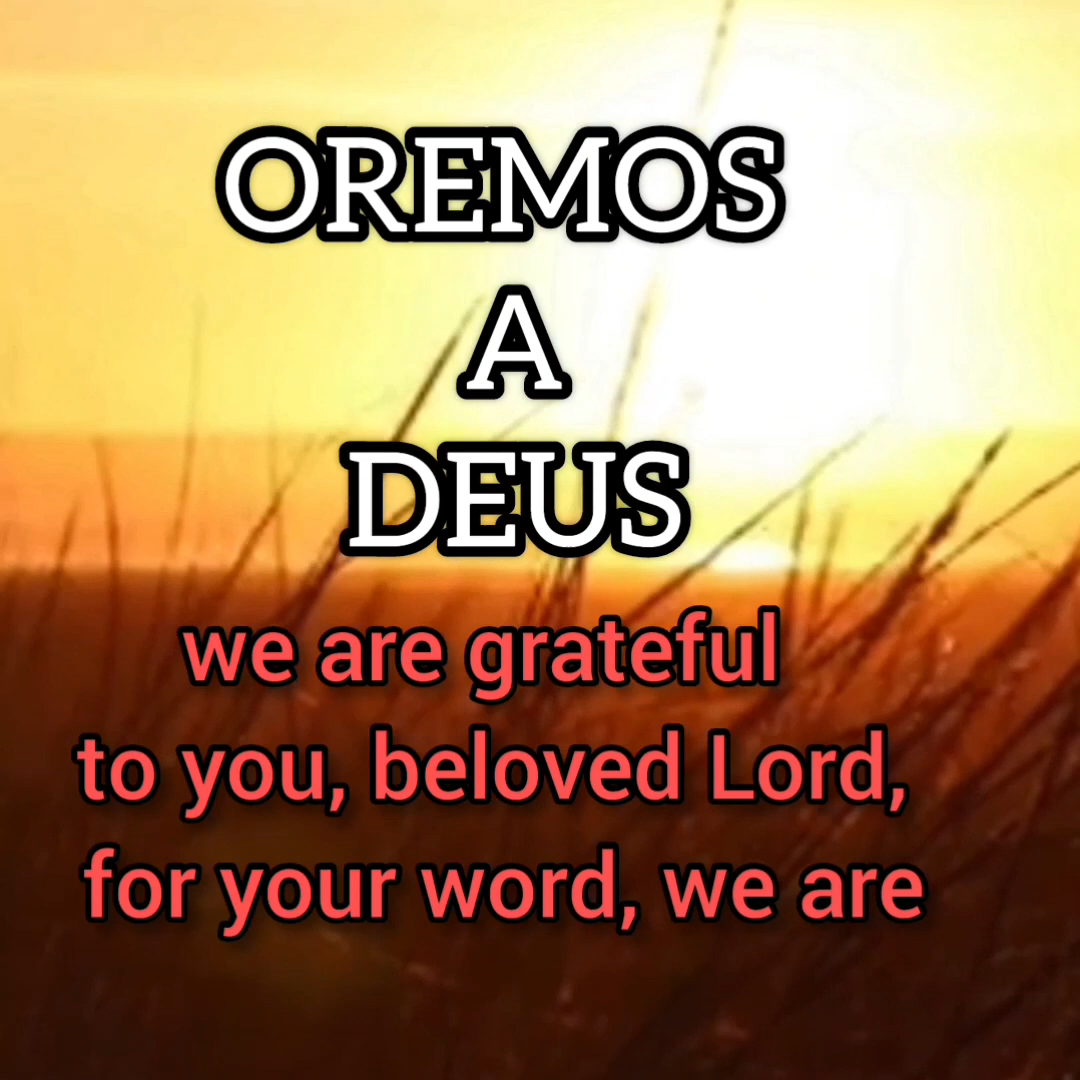 OREMOS
A
DEUS
we are grateful
to you, beloved Lord,
for your word, we are